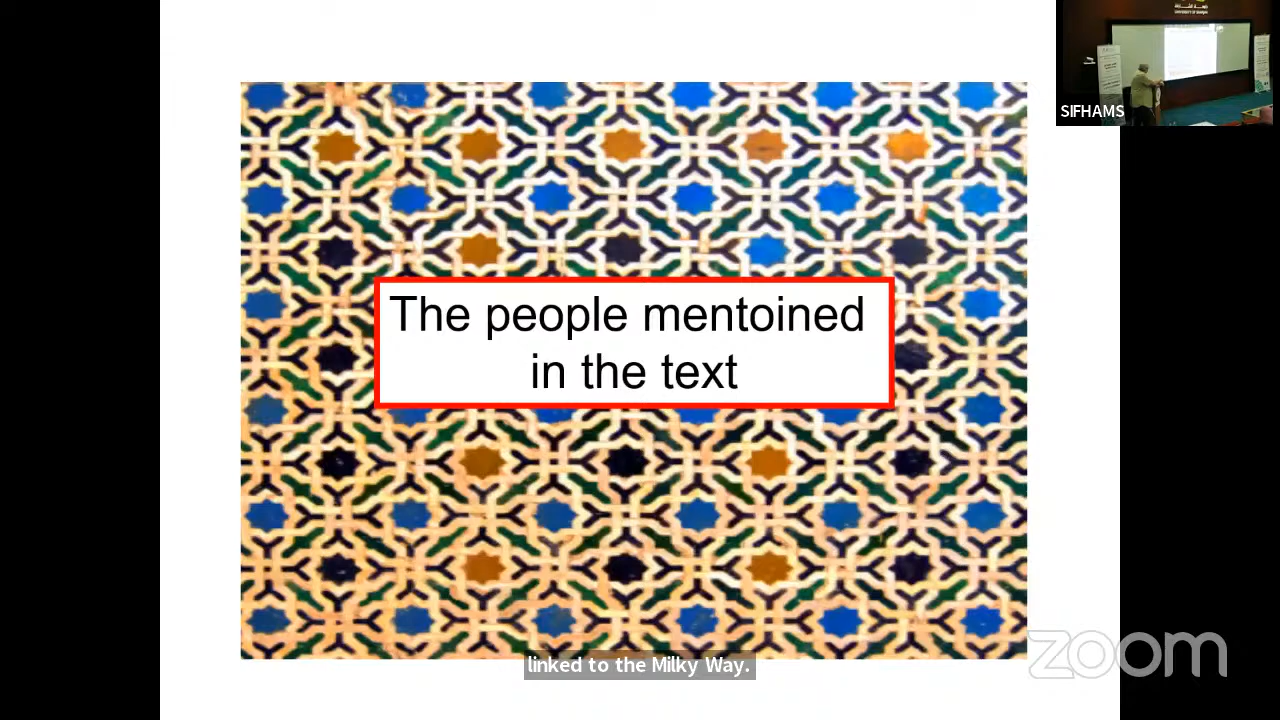 The people mentoined
in the text
SIFHAMS
linked to the Milky Way.
zoom